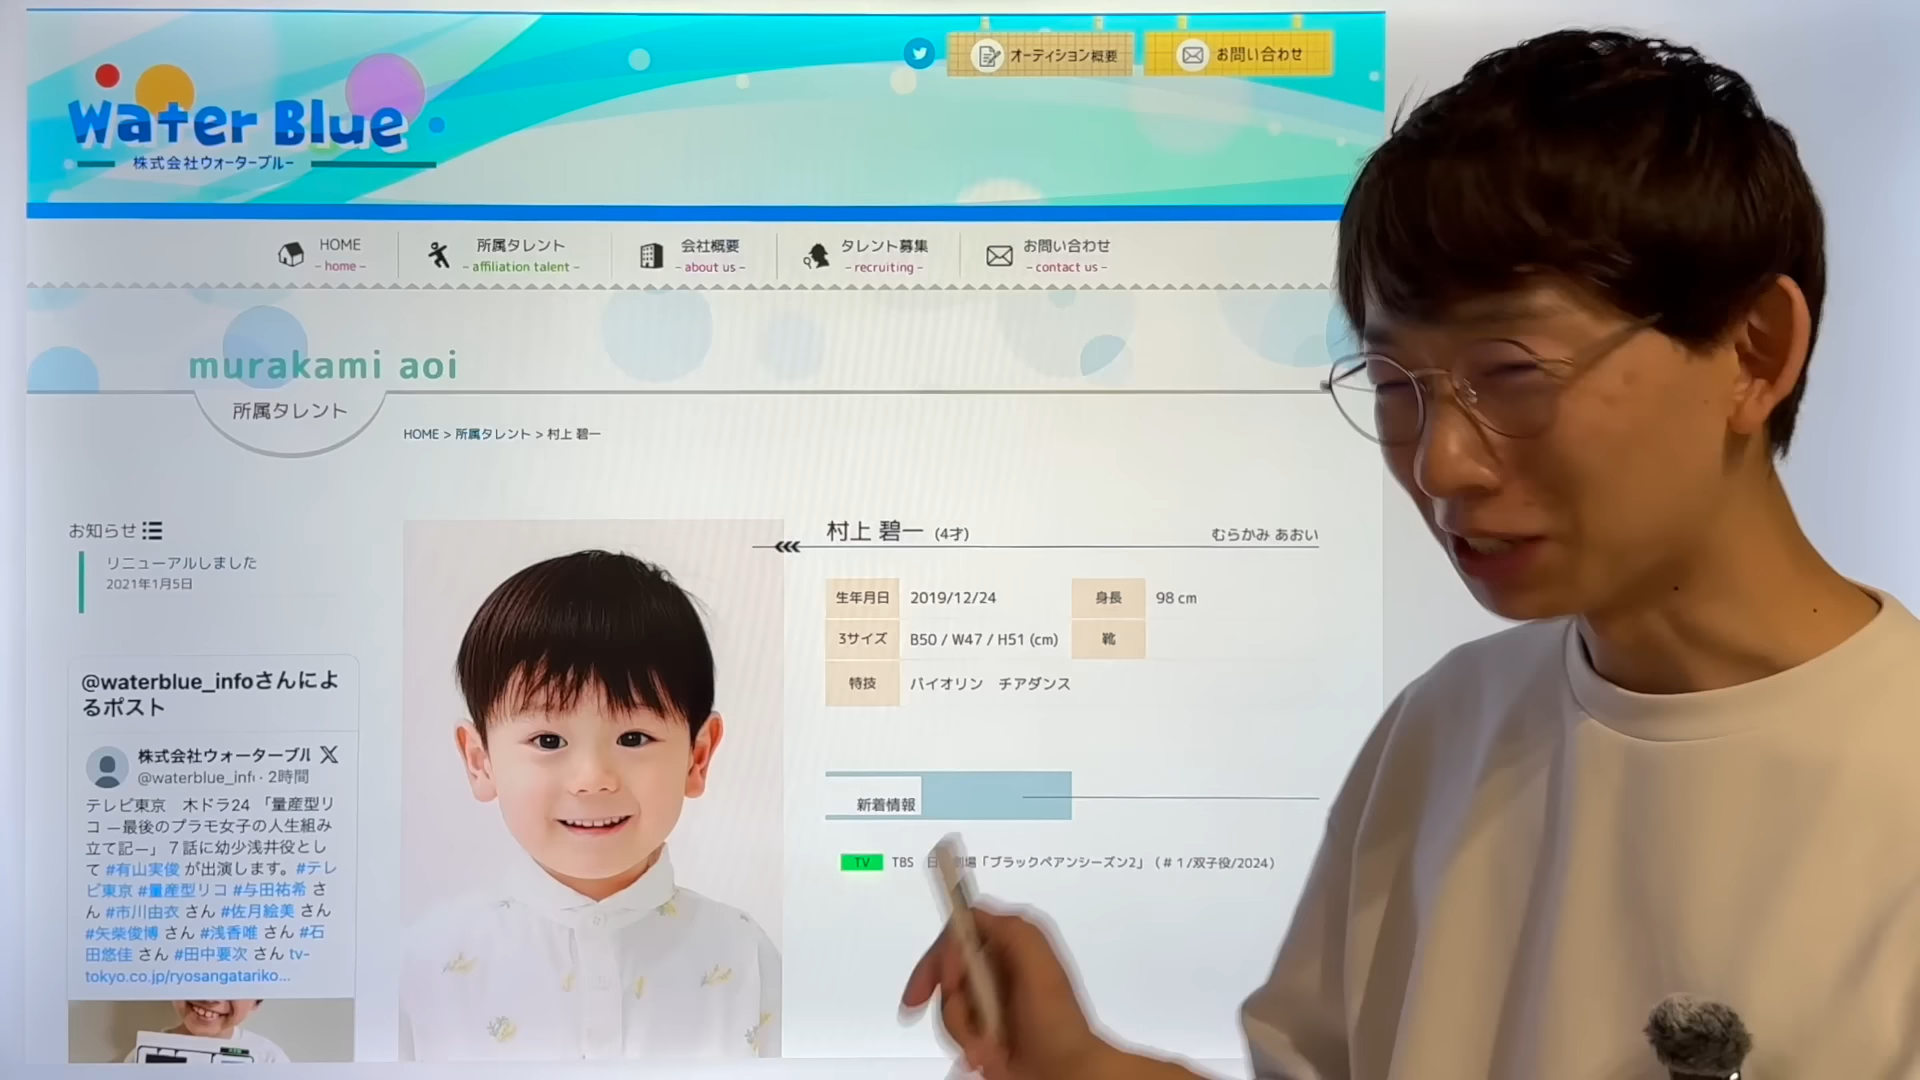 Water Blue
株式会社ウォーターブルー
オーディション概要
お問い合わせ
HOME
– home –
所属タレント
– affiliation talent –
会社概要
– about us –
タレント募集
– recruiting –
お問い合わせ
– contact us –
murakami aoi
所属タレント
HOME > 所属タレント > 村上 碧一
お知らせ
リニューアルしました
2021年1月5日
@waterblue_infoさんによ
るポスト
株式会社ウォーターブル
@waterblue_inf · 2時間
テレビ東京 木ドラ24 「量産型リ
コ ―最後のプラモ女子の人生組み
立て記―」７話に幼少浅井役とし
て #有山実俊 が出演します。#テレ
ビ東京 #量産型リコ #与田祐希 さ
ん #市川由衣 さん #佐月絵美 さん
#矢柴俊博 さん #浅香唯 さん #石
田悠佳 さん #田中要次 さん tv-
tokyo.co.jp/ryosangatariko...
村上 碧一 (4才)
むらかみ あおい
生年月日 2019/12/24 身長 98 cm
3サイズ B50 / W47 / H51 (cm) 靴
特技 バイオリン チアダンス
新着情報
TV TBS 日 劇場「ブラックペアンシーズン2」（＃１/双子役/2024）